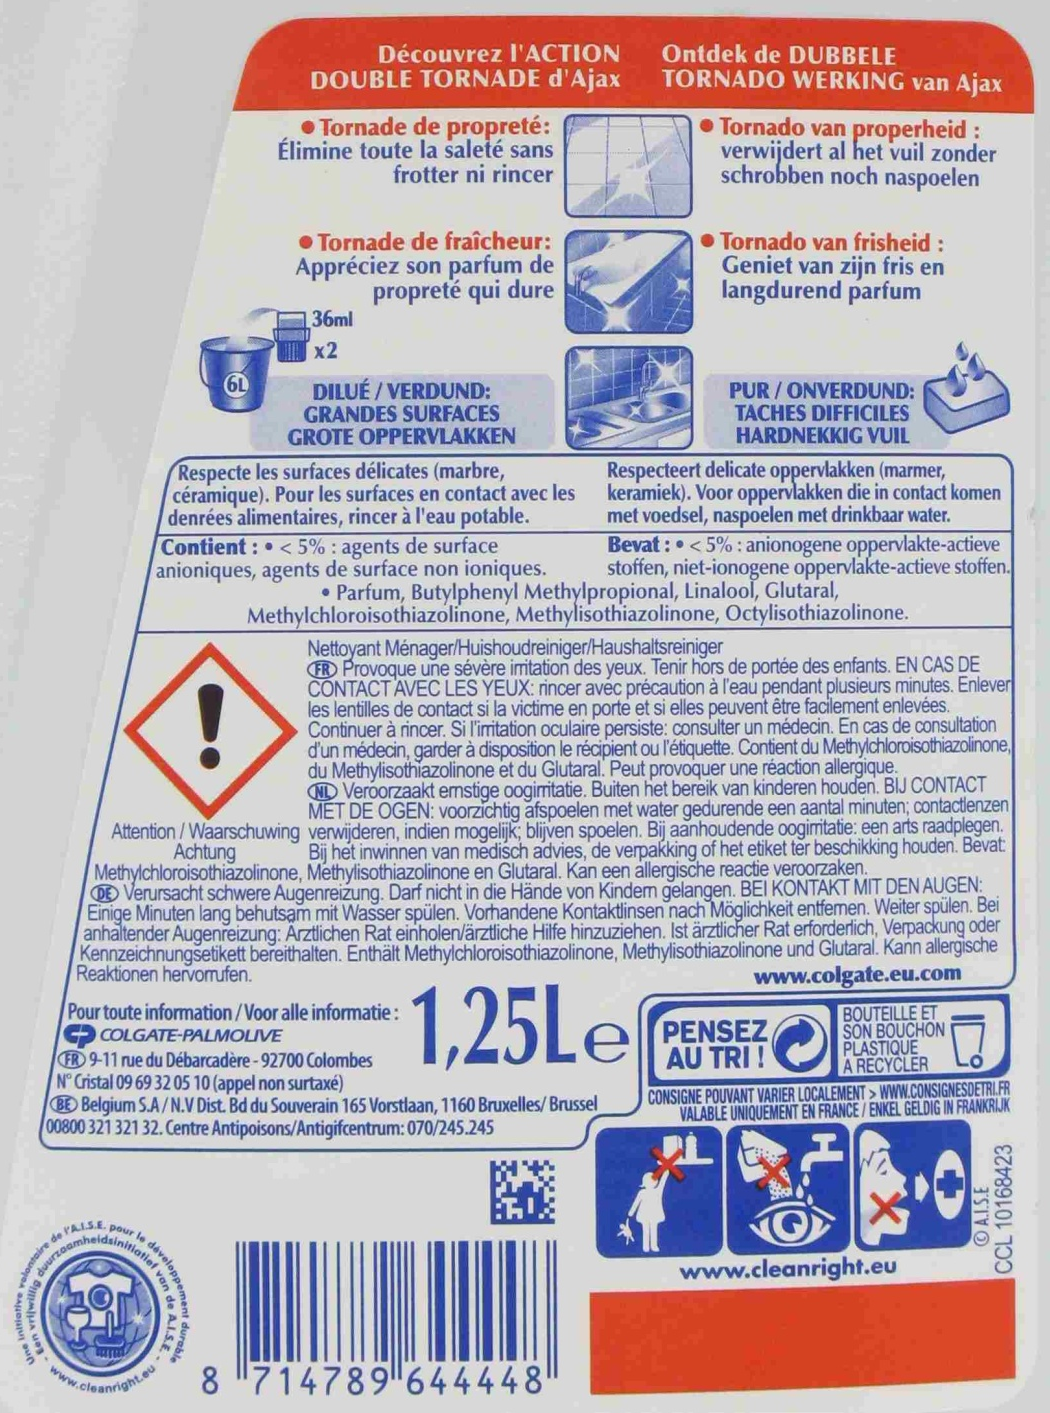 Découvrez l'ACTION
DOUBLE TORNADE d'Ajax
Ontdek de DUBBELE
TORNADO WERKING van Ajax
• Tornade de propreté:
Élimine toute la saleté sans
frotter ni rincer
• Tornado van properheid :
verwijdert al het vuil zonder
schrobben noch naspoelen
• Tornade de fraîcheur:
Appréciez son parfum de
propreté qui dure
• Tornado van frisheid :
Geniet van zijn fris en
langdurend parfum
36ml
x2
6L
DILUÉ / VERDUND:
GRANDES SURFACES
GROTE OPPERVLAKKEN
PUR / ONVERDUND:
TACHES DIFFICILES
HARDNEKKIG VUIL
Respecte les surfaces délicates (marbre,
céramique). Pour les surfaces en contact avec les
denrées alimentaires, rincer à l'eau potable.
Respecteert delicate oppervlakken (marmer,
keramiek). Voor oppervlakken die in contact komen
met voedsel, naspoelen met drinkbaar water.
Contient : • < 5% : agents de surface
anioniques, agents de surface non ioniques.
Bevat : • < 5% : anionogene oppervlakte-actieve
stoffen, niet-ionogene oppervlakte-actieve stoffen.
• Parfum, Butylphenyl Methylpropional, Linalool, Glutaral,
Methylchloroisothiazolinone, Methylisothiazolinone, Octylisothiazolinone.
Nettoyant Ménager/Huishoudreiniger/Haushaltsreiniger
FR Provoque une sévère irritation des yeux. Tenir hors de portée des enfants. EN CAS DE
CONTACT AVEC LES YEUX: rincer avec précaution à l'eau pendant plusieurs minutes. Enlever
les lentilles de contact si la victime en porte et si elles peuvent être facilement enlevées.
Continuer à rincer. Si l'irritation oculaire persiste: consulter un médecin. En cas de consultation
d'un médecin, garder à disposition le récipient ou l'étiquette. Contient du Methylchloroisothiazolinone,
du Methylisothiazolinone et du Glutaral. Peut provoquer une réaction allergique.
NL Veroorzaakt ernstige oogirritatie. Buiten het bereik van kinderen houden. BIJ CONTACT
MET DE OGEN: voorzichtig afspoelen met water gedurende een aantal minuten; contactlenzen
Attention / Waarschuwing verwijderen, indien mogelijk; blijven spoelen. Bij aanhoudende oogirritatie: een arts raadplegen.
Achtung Bij het inwinnen van medisch advies, de verpakking of het etiket ter beschikking houden. Bevat:
Methylchloroisothiazolinone, Methylisothiazolinone en Glutaral. Kan een allergische reactie veroorzaken.
DE Verursacht schwere Augenreizung. Darf nicht in die Hände von Kindern gelangen. BEI KONTAKT MIT DEN AUGEN:
Einige Minuten lang behutsam mit Wasser spülen. Vorhandene Kontaktlinsen nach Möglichkeit entfernen. Weiter spülen. Bei
anhaltender Augenreizung: Ärztlichen Rat einholen/ärztliche Hilfe hinzuziehen. Ist ärztlicher Rat erforderlich, Verpackung oder
Kennzeichnungsetikett bereithalten. Enthält Methylchloroisothiazolinone, Methylisothiazolinone und Glutaral. Kann allergische
Reaktionen hervorrufen.
www.colgate.eu.com
Pour toute information / Voor alle informatie :
COLGATE-PALMOLIVE
FR 9-11 rue du Débarcadère - 92700 Colombes
N° Cristal 09 69 32 05 10 (appel non surtaxé)
BE Belgium S.A / N.V Dist. Bd du Souverain 165 Vorstlaan, 1160 Bruxelles/ Brussel
00800 321 321 32. Centre Antipoisons/Antigifcentrum: 070/245.245
1,25L e
PENSEZ
AU TRI !
BOUTEILLE ET
SON BOUCHON
PLASTIQUE
À RECYCLER
CONSIGNE POUVANT VARIER LOCALEMENT > WWW.CONSIGNESDETRI.FR
VALABLE UNIQUEMENT EN FRANCE / ENKEL GELDIG IN FRANKRIJK
© A.I.S.E
CCL 10168423
www.cleanright.eu
Une initiative volontaire de l'A.I.S.E. pour le développement durable
Een vrijwillig duurzaamheidsinitiatief van de A.I.S.E.
www.cleanright.eu
8 714789 644448